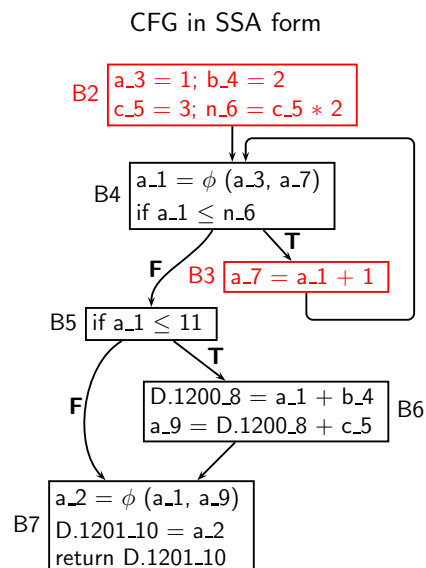 CFG in SSA form
B2
a_3 = 1; b_4 = 2
c_5 = 3; n_6 = c_5 ∗ 2
B4
a_1 = ϕ (a_3, a_7)
if a_1 ≤ n_6
T
F
B3
a_7 = a_1 + 1
B5
if a_1 ≤ 11
T
F
D.1200_8 = a_1 + b_4
a_9 = D.1200_8 + c_5
B6
B7
a_2 = ϕ (a_1, a_9)
D.1201_10 = a_2
return D.1201_10